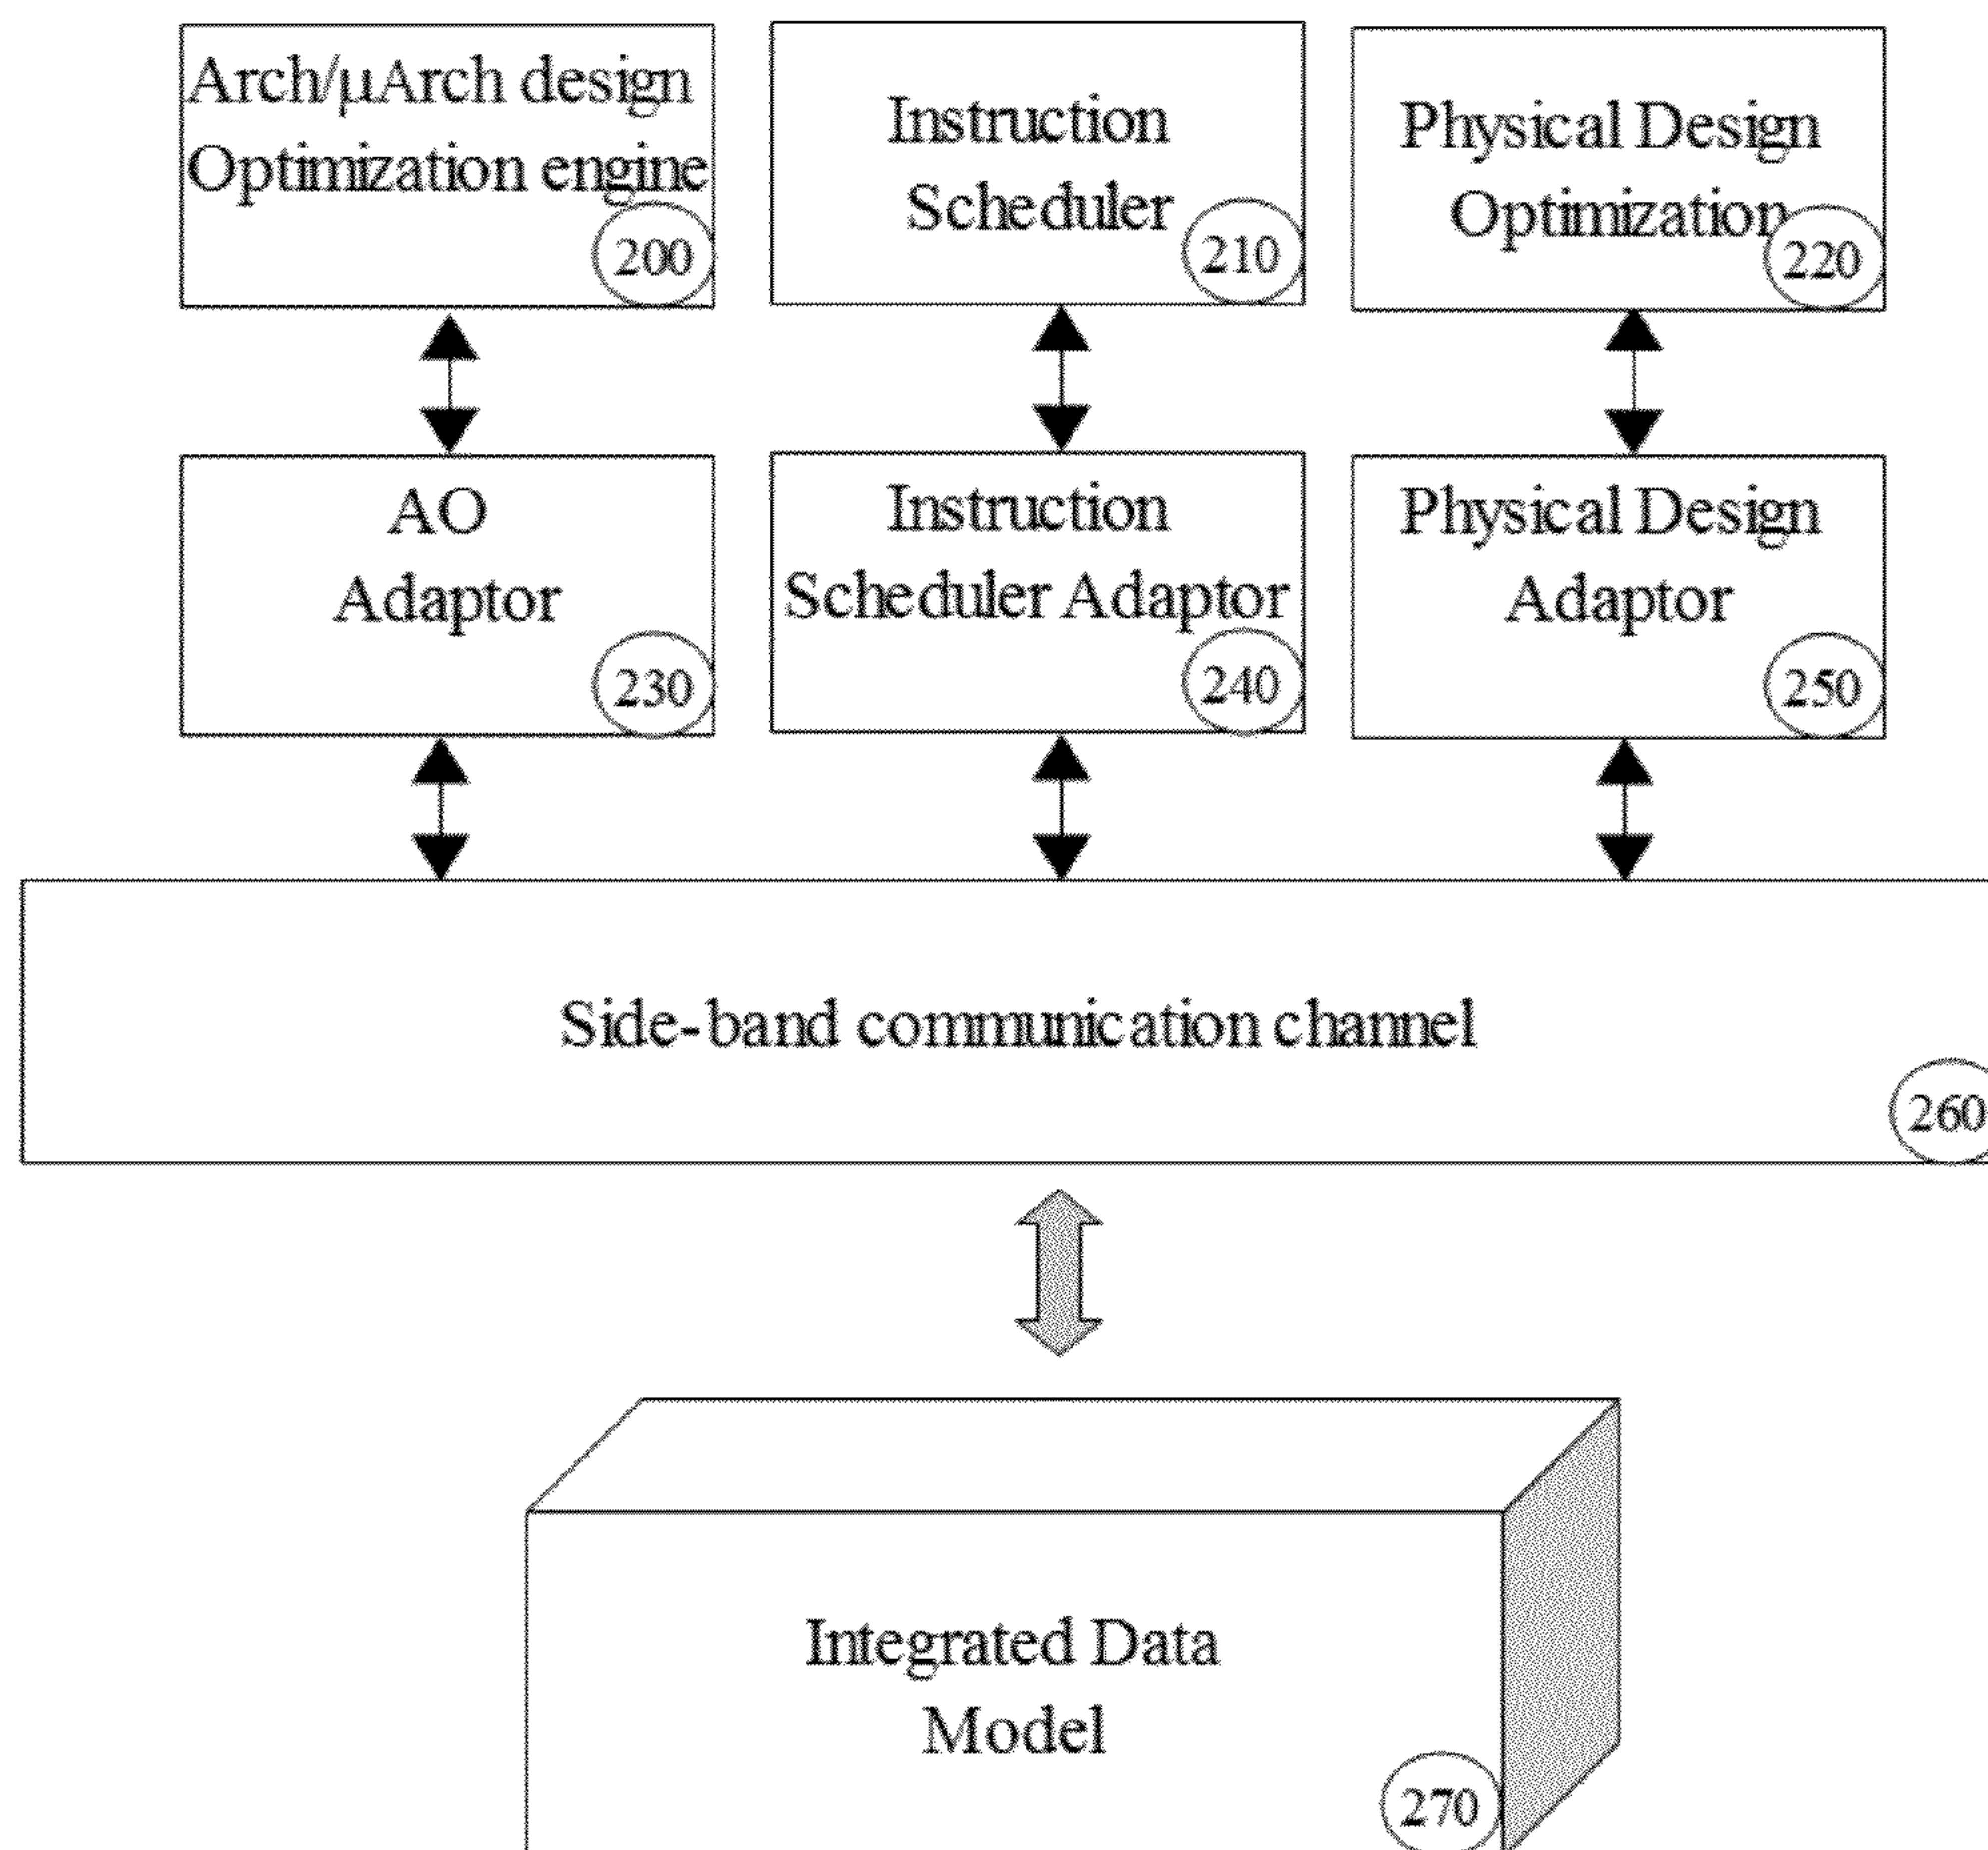 Arch/µArch design
Optimization engine
200
Instruction
Scheduler
210
Physical Design
Optimization
220
AO
Adaptor
230
Instruction
Scheduler Adaptor
240
Physical Design
Adaptor
250
Side-band communication channel
260
Integrated Data
Model
270